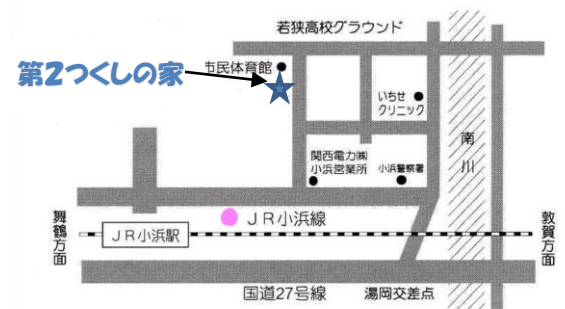 若狭高校グラウンド
市民体育館
第2つくしの家
いちせ
クリニック
南川
関西電力㈱
小浜営業所
小浜警察署
舞鶴方面
JR小浜線
敦賀方面
JR小浜駅
国道27号線
湯岡交差点